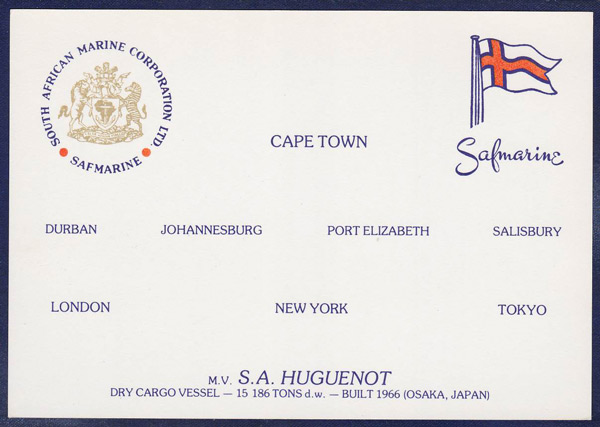 SOUTH AFRICAN MARINE CORPORATION LTD.
SAFMARINE
Safmarine
CAPE TOWN
DURBAN JOHANNESBURG PORT ELIZABETH SALISBURY
LONDON NEW YORK TOKYO
M.V. S.A. HUGUENOT
DRY CARGO VESSEL — 15 186 TONS d.w. — BUILT 1966 (OSAKA, JAPAN)